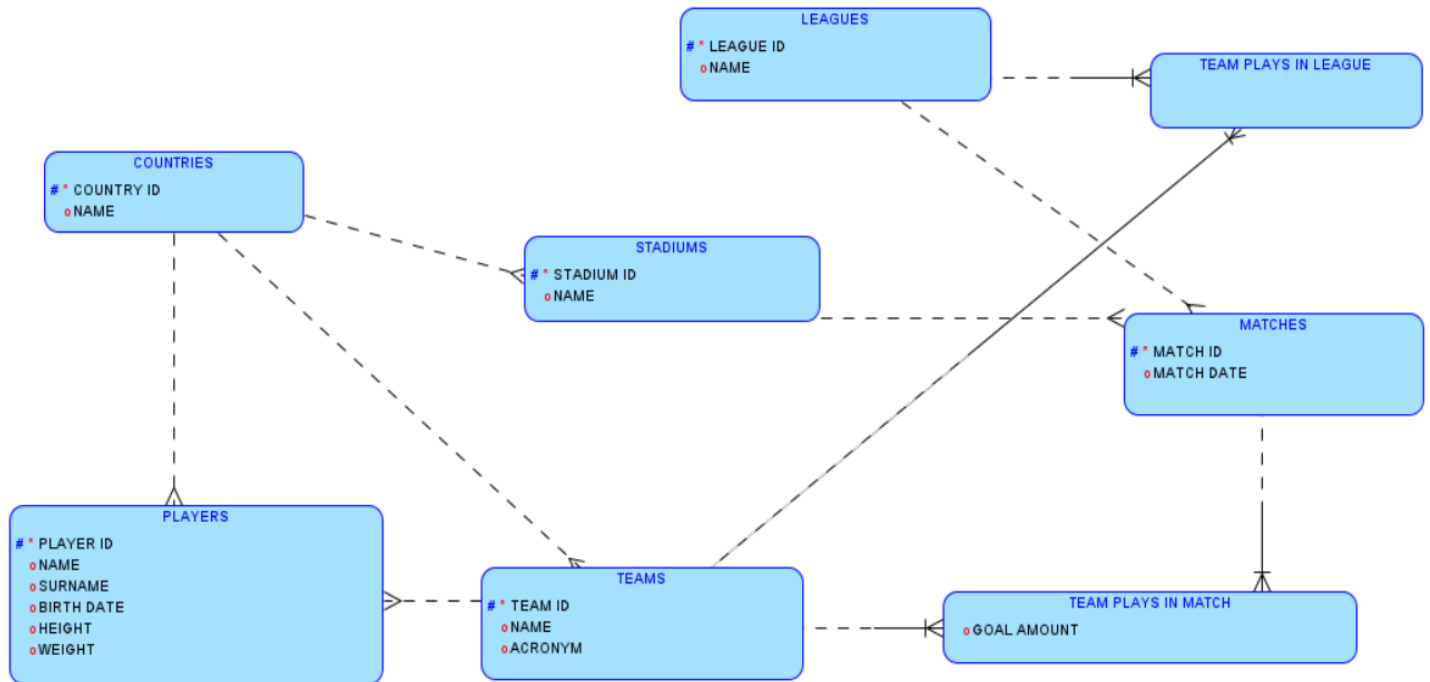 LEAGUES
# * LEAGUE ID
o NAME
TEAM PLAYS IN LEAGUE
COUNTRIES
# * COUNTRY ID
o NAME
STADIUMS
# * STADIUM ID
o NAME
MATCHES
# * MATCH ID
o MATCH DATE
PLAYERS
# * PLAYER ID
o NAME
o SURNAME
o BIRTH DATE
o HEIGHT
o WEIGHT
TEAMS
# * TEAM ID
o NAME
o ACRONYM
TEAM PLAYS IN MATCH
o GOAL AMOUNT